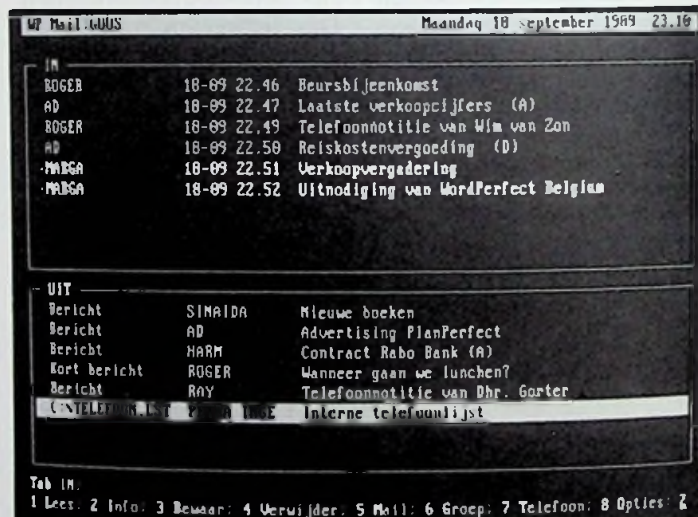 WP Mail:GUUS Maandag 18 september 1989 23.10
IN
ROGER 18-09 22.46 Beursbijeenkomst
AD 18-09 22.47 Laatste verkoopcijfers (A)
ROGER 18-09 22.49 Telefoonnotitie van Wim van Zon
AD 18-09 22.50 Reiskostenvergoeding (D)
·MARGA 18-09 22.51 Verkoopvergadering
·MARGA 18-09 22.52 Uitnodiging van WordPerfect Belgium
UIT
Bericht SINAIDA Nieuwe boeken
Bericht AD Advertising PlanPerfect
Bericht HARM Contract Rabo Bank (A)
Kort bericht ROGER Wanneer gaan we lunchen?
Bericht RAY Telefoonnotitie van Dhr. Gorter
C:\TELEFOON.LST INGE Interne telefoonlijst
Tab IN;
1 Lees; 2 Info; 3 Bewaar; 4 Verwijder; 5 Mail; 6 Groep; 7 Telefoon; 8 Opties: